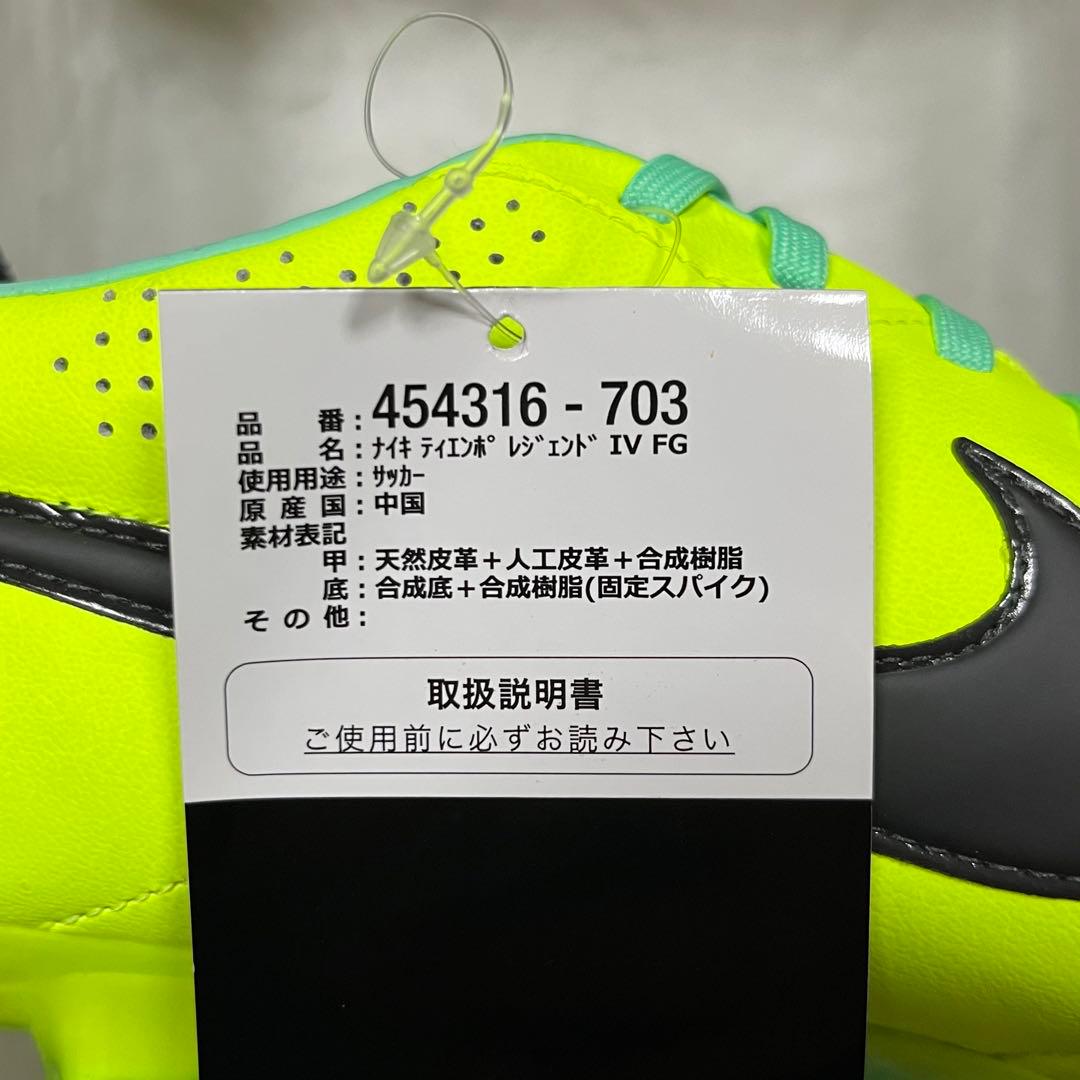 品番：454316 - 703
品名：ﾅｲｷ ﾃｨｴﾝﾎﾟ ﾚｼﾞｪﾝﾄﾞ IV FG
使用用途：ｻｯｶｰ
原産国：中国
素材表記
甲：天然皮革＋人工皮革＋合成樹脂
底：合成底＋合成樹脂(固定スパイク)
その他：
取扱説明書
ご使用前に必ずお読み下さい